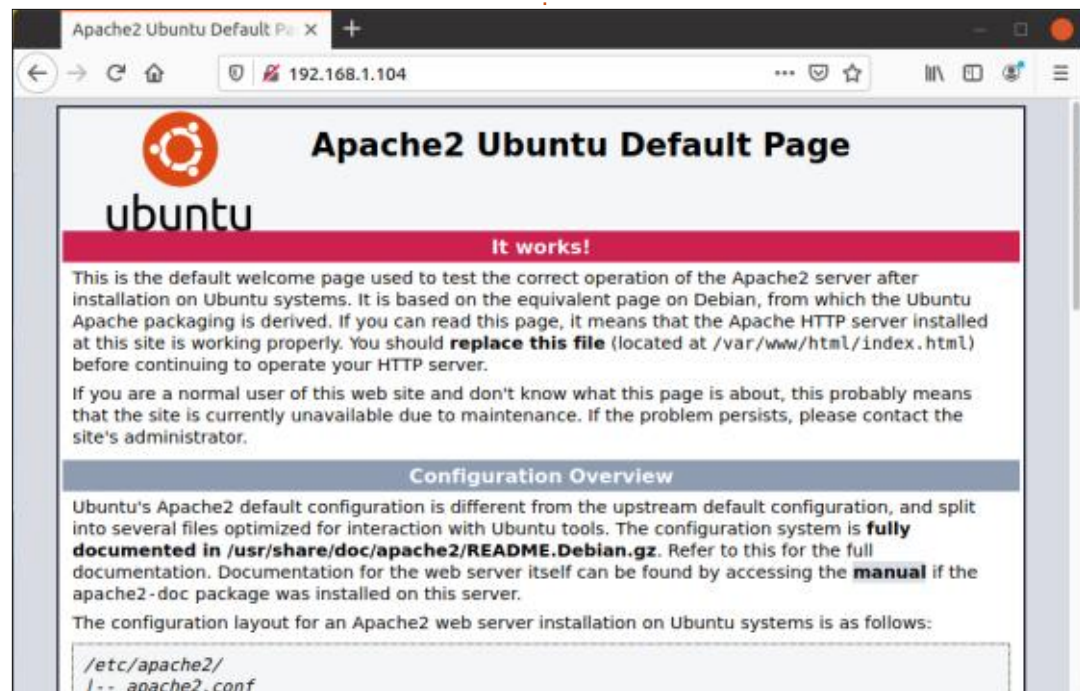 Apache2 Ubuntu Default Pa
192.168.1.104
ubuntu
Apache2 Ubuntu Default Page
It works!
This is the default welcome page used to test the correct operation of the Apache2 server after
installation on Ubuntu systems. It is based on the equivalent page on Debian, from which the Ubuntu
Apache packaging is derived. If you can read this page, it means that the Apache HTTP server installed
at this site is working properly. You should replace this file (located at /var/www/html/index.html)
before continuing to operate your HTTP server.
If you are a normal user of this web site and don't know what this page is about, this probably means
that the site is currently unavailable due to maintenance. If the problem persists, please contact the
site's administrator.
Configuration Overview
Ubuntu's Apache2 default configuration is different from the upstream default configuration, and split
into several files optimized for interaction with Ubuntu tools. The configuration system is fully
documented in /usr/share/doc/apache2/README.Debian.gz. Refer to this for the full
documentation. Documentation for the web server itself can be found by accessing the manual if the
apache2-doc package was installed on this server.
The configuration layout for an Apache2 web server installation on Ubuntu systems is as follows:
/etc/apache2/
|-- apache2.conf